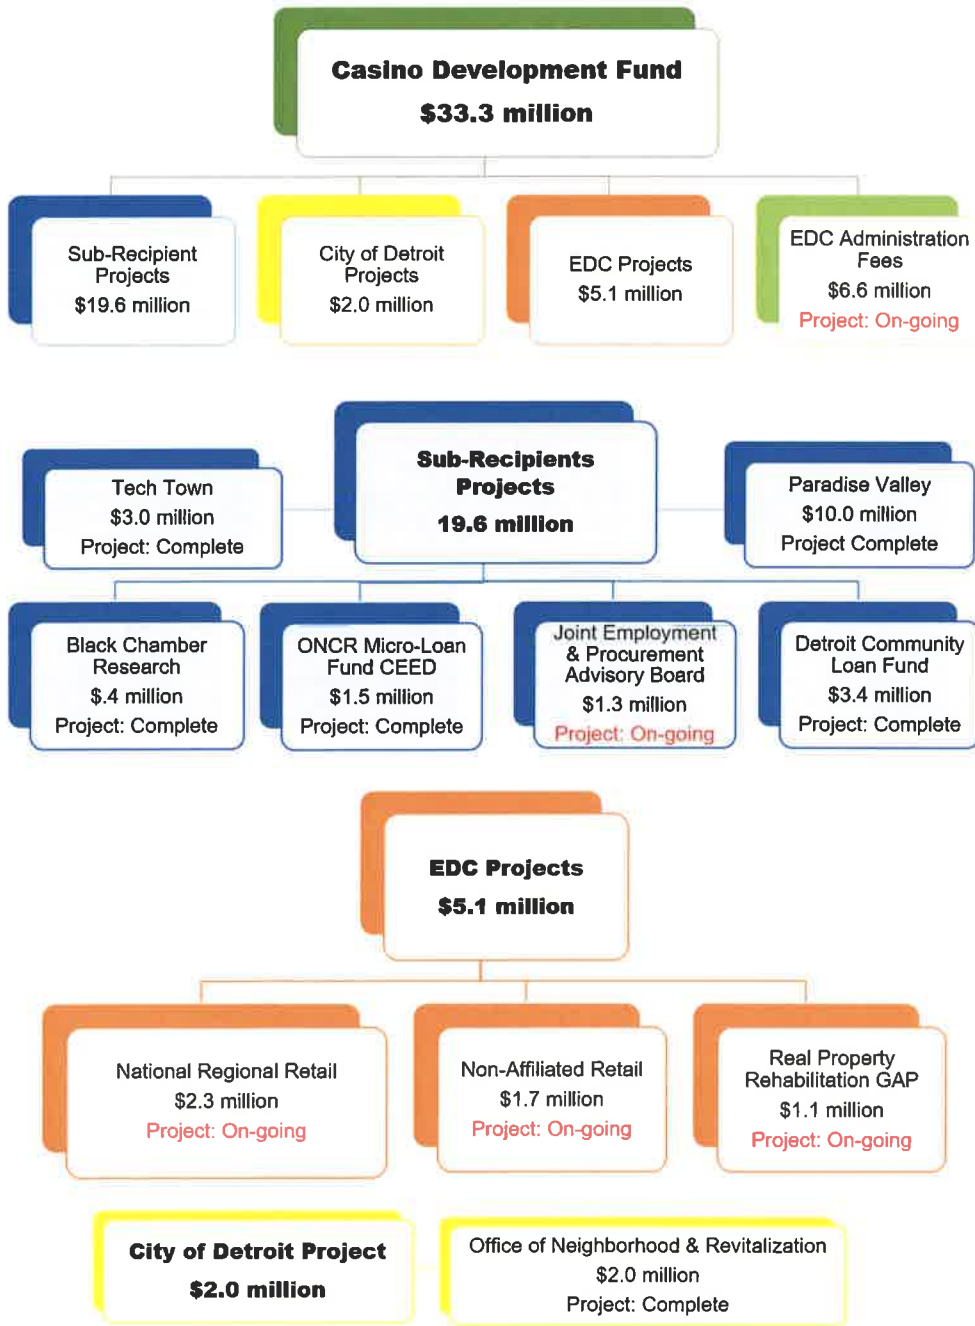 Casino Development Fund
$33.3 million
Sub-Recipient
Projects
$19.6 million
City of Detroit
Projects
$2.0 million
EDC Projects
$5.1 million
EDC Administration
Fees
$6.6 million
Project: On-going
Sub-Recipients
Projects
19.6 million
Tech Town
$3.0 million
Project: Complete
Paradise Valley
$10.0 million
Project Complete
Black Chamber
Research
$.4 million
Project: Complete
ONCR Micro-Loan
Fund CEED
$1.5 million
Project: Complete
Joint Employment
& Procurement
Advisory Board
$1.3 million
Project: On-going
Detroit Community
Loan Fund
$3.4 million
Project: Complete
EDC Projects
$5.1 million
National Regional Retail
$2.3 million
Project: On-going
Non-Affiliated Retail
$1.7 million
Project: On-going
Real Property
Rehabilitation GAP
$1.1 million
Project: On-going
City of Detroit Project
$2.0 million
Office of Neighborhood & Revitalization
$2.0 million
Project: Complete